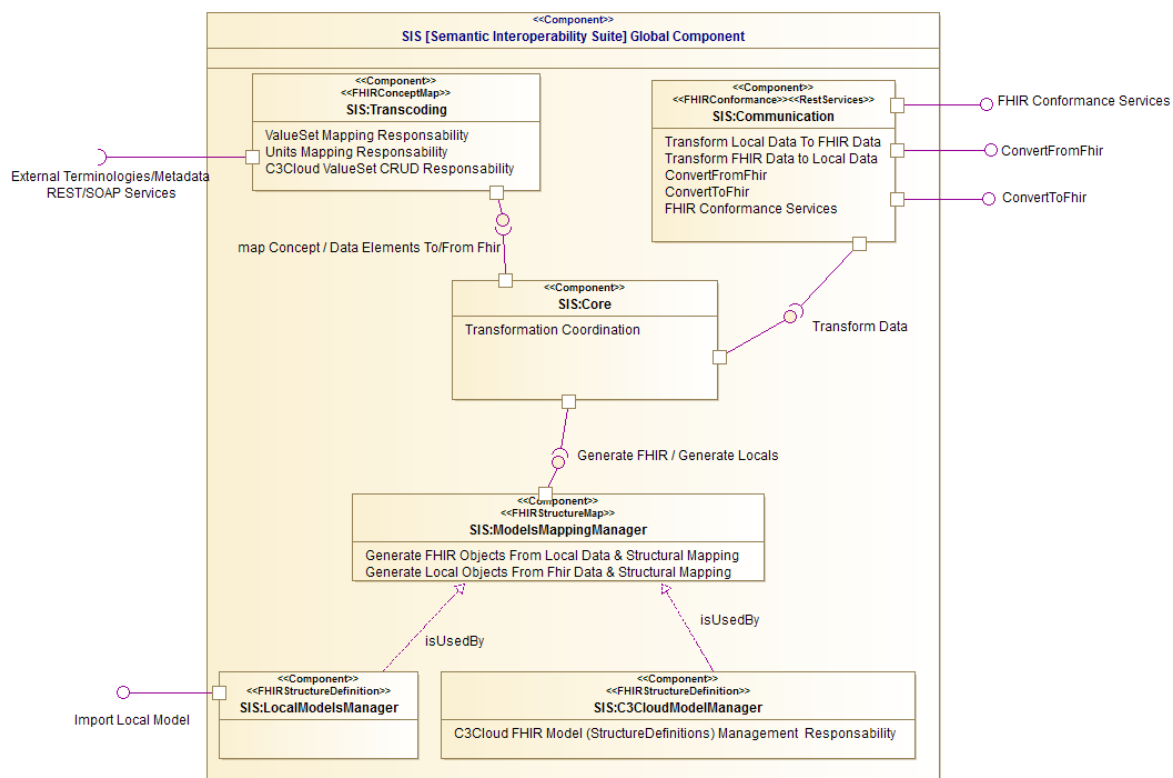 <<Component>>
SIS [Semantic Interoperability Suite] Global Component
<<Component>>
<<FHIRConceptMap>>
SIS:Transcoding
ValueSet Mapping Responsability
Units Mapping Responsability
C3Cloud ValueSet CRUD Responsability
<<Component>>
<<FHIRConformance>><<RestServices>>
SIS:Communication
Transform Local Data To FHIR Data
Transform FHIR Data to Local Data
ConvertFromFhir
ConvertToFhir
FHIR Conformance Services
FHIR Conformance Services
ConvertFromFhir
ConvertToFhir
External Terminologies/Metadata
REST/SOAP Services
map Concept / Data Elements To/From Fhir
<<Component>>
SIS:Core
Transformation Coordination
Transform Data
Generate FHIR / Generate Locals
<<Component>>
<<FHIRStructureMap>>
SIS:ModelsMappingManager
Generate FHIR Objects From Local Data & Structural Mapping
Generate Local Objects From Fhir Data & Structural Mapping
isUsedBy
isUsedBy
<<Component>>
<<FHIRStructureDefinition>>
SIS:LocalModelsManager
Import Local Model
<<Component>>
<<FHIRStructureDefinition>>
SIS:C3CloudModelManager
C3Cloud FHIR Model (StructureDefinitions) Management Responsability